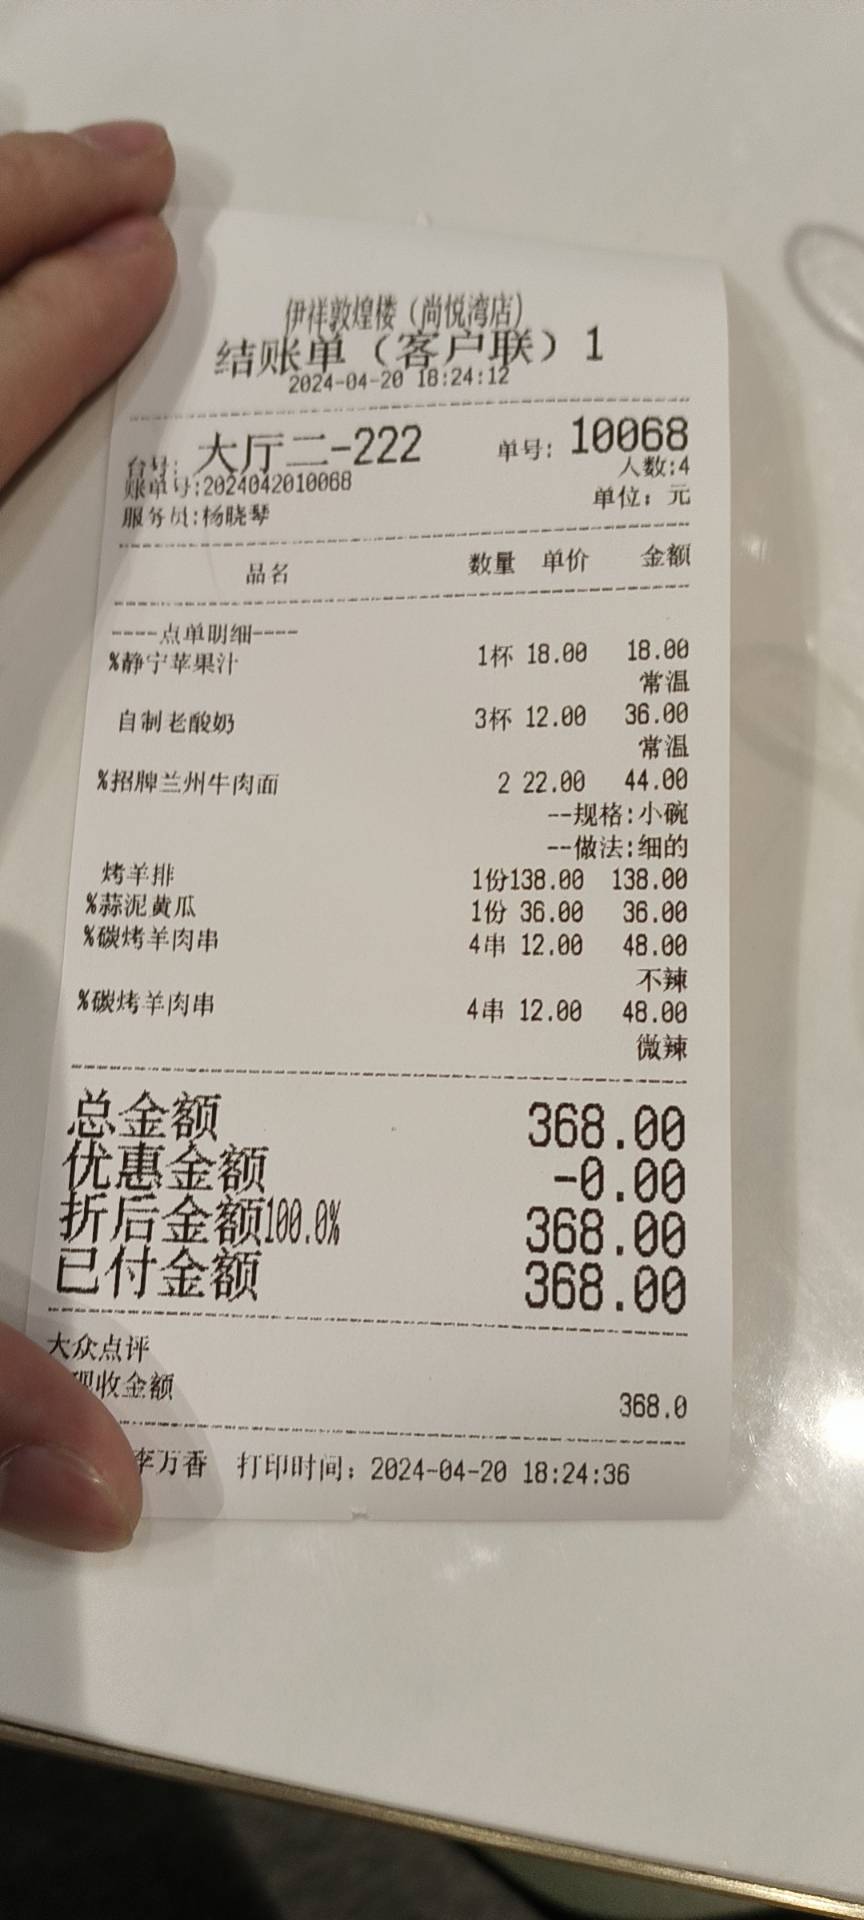 伊祥敦煌楼（尚悦湾店）
结账单（客户联）1
2024-04-20 18:24:12
台号: 大厅二-222 单号: 10068
账单号:2024042010068 人数:4
服务员:杨晓琴 单位: 元
品名 数量 单价 金额
----点单明细----
%静宁苹果汁 1杯 18.00 18.00
常温
自制老酸奶 3杯 12.00 36.00
常温
%招牌兰州牛肉面 2 22.00 44.00
--规格:小碗
--做法:细的
烤羊排 1份138.00 138.00
%蒜泥黄瓜 1份 36.00 36.00
%碳烤羊肉串 4串 12.00 48.00
不辣
%碳烤羊肉串 4串 12.00 48.00
微辣
总金额 368.00
优惠金额 -0.00
折后金额100.0% 368.00
已付金额 368.00
大众点评
现收金额 368.0
李万香 打印时间: 2024-04-20 18:24:36